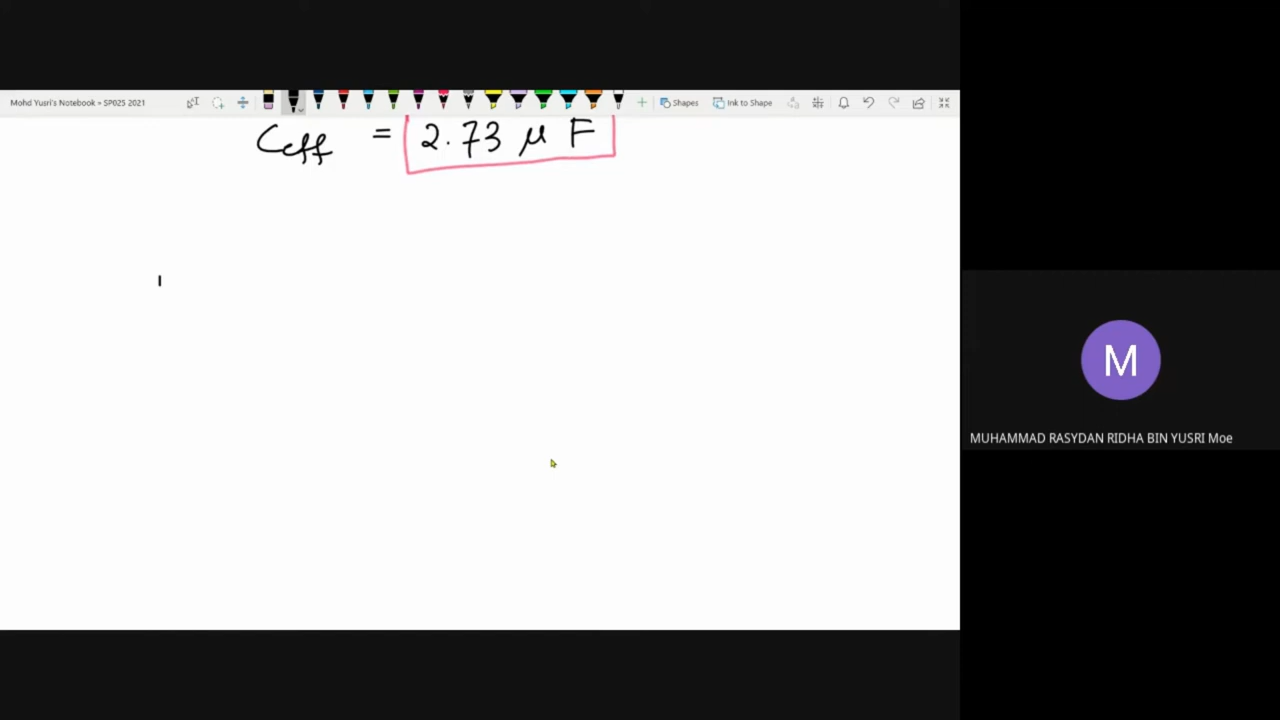 Mohd Yusri's Notebook » SP025 2021
Shapes
Ink to Shape
Ceff = 2.73 μ F
M
MUHAMMAD RASYDAN RIDHA BIN YUSRI Moe